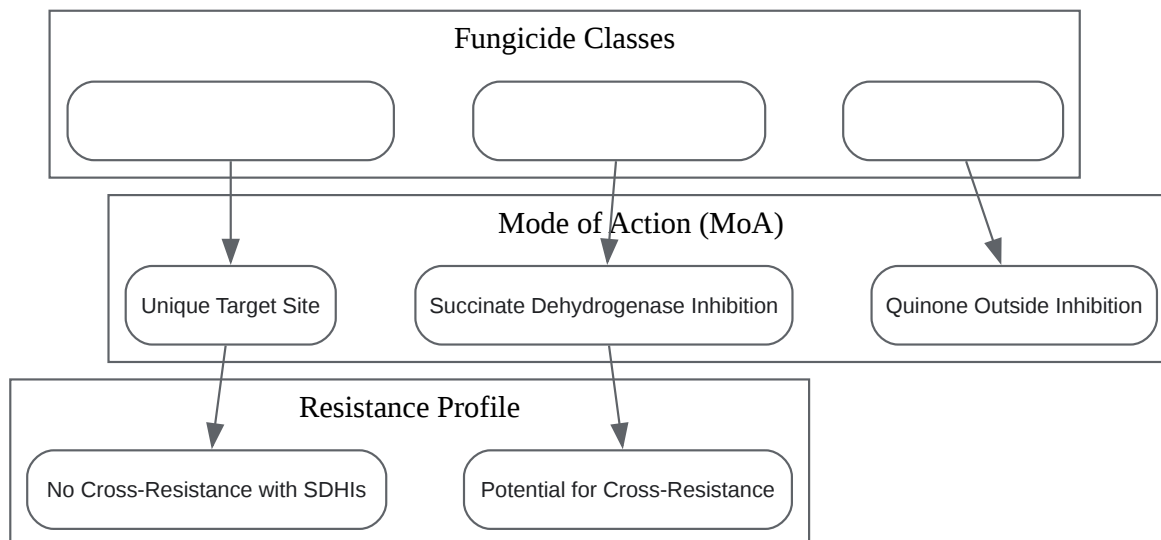 Fungicide Classes
Mode of Action (MoA)
Unique Target Site
Succinate Dehydrogenase Inhibition
Quinone Outside Inhibition
Resistance Profile
No Cross-Resistance with SDHIs
Potential for Cross-Resistance